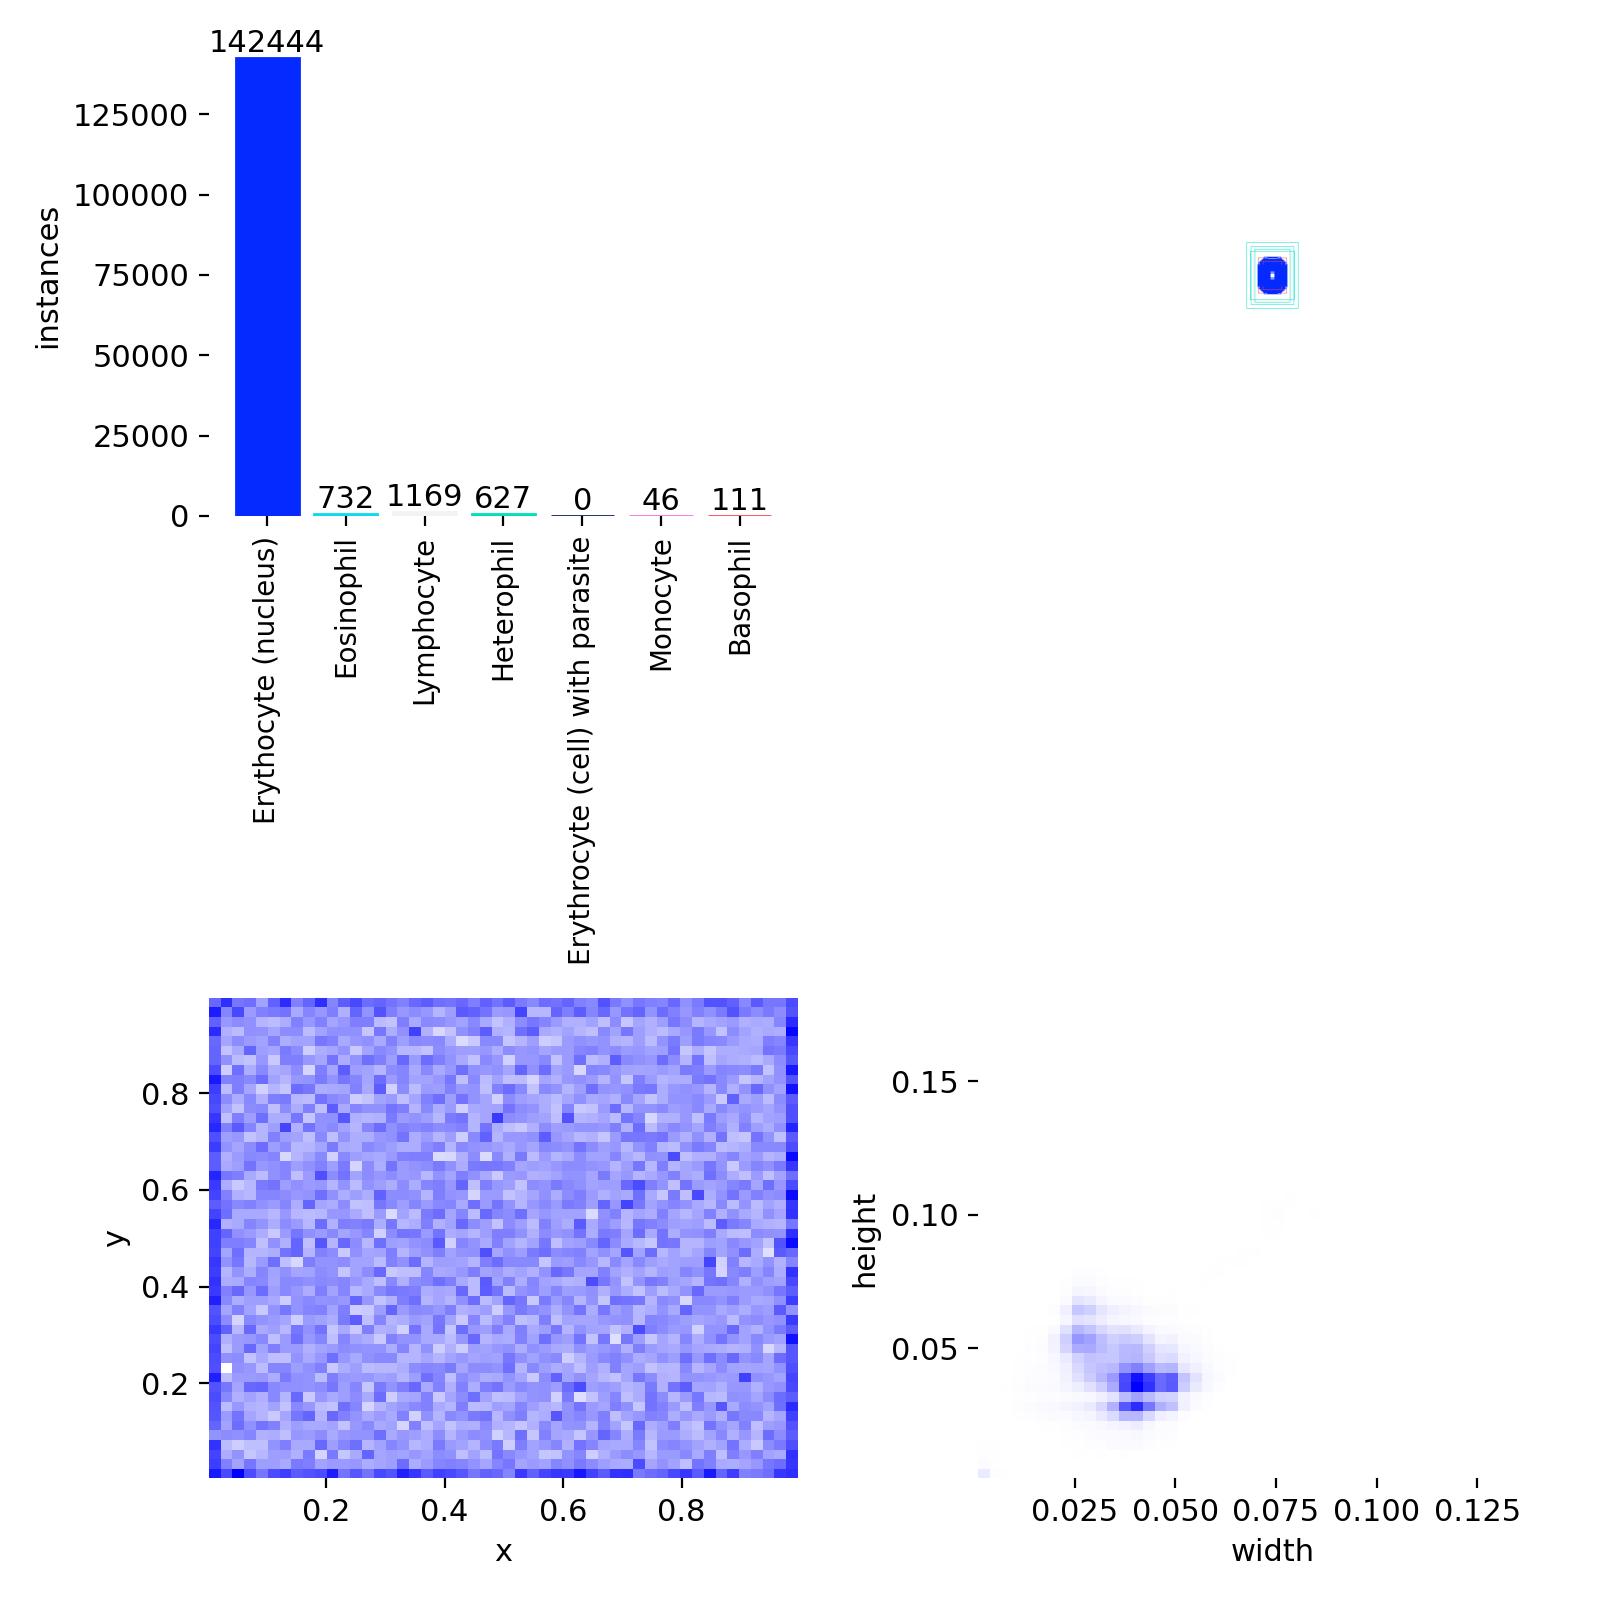 142444
125000
100000
75000
50000
25000
0
instances
732
1169
627
0
46
111
Erythocyte (nucleus)
Eosinophil
Lymphocyte
Heterophil
Erythrocyte (cell) with parasite
Monocyte
Basophil
0.8
0.6
0.4
0.2
y
0.2
0.4
0.6
0.8
x
0.15
0.10
0.05
height
0.025
0.050
0.075
0.100
0.125
width